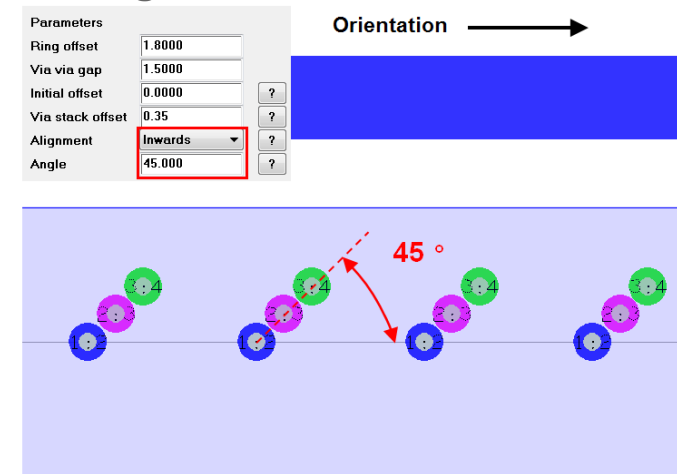 Parameters
Orientation
Ring offset 1.8000
Via via gap 1.5000
Initial offset 0.0000 ?
Via stack offset 0.35 ?
Alignment Inwards ?
Angle 45.000 ?
45 °
3:4 3:4 3:4 3:4
2:3 2:3 2:3 2:3
1:2 1:2 1:2 1:2